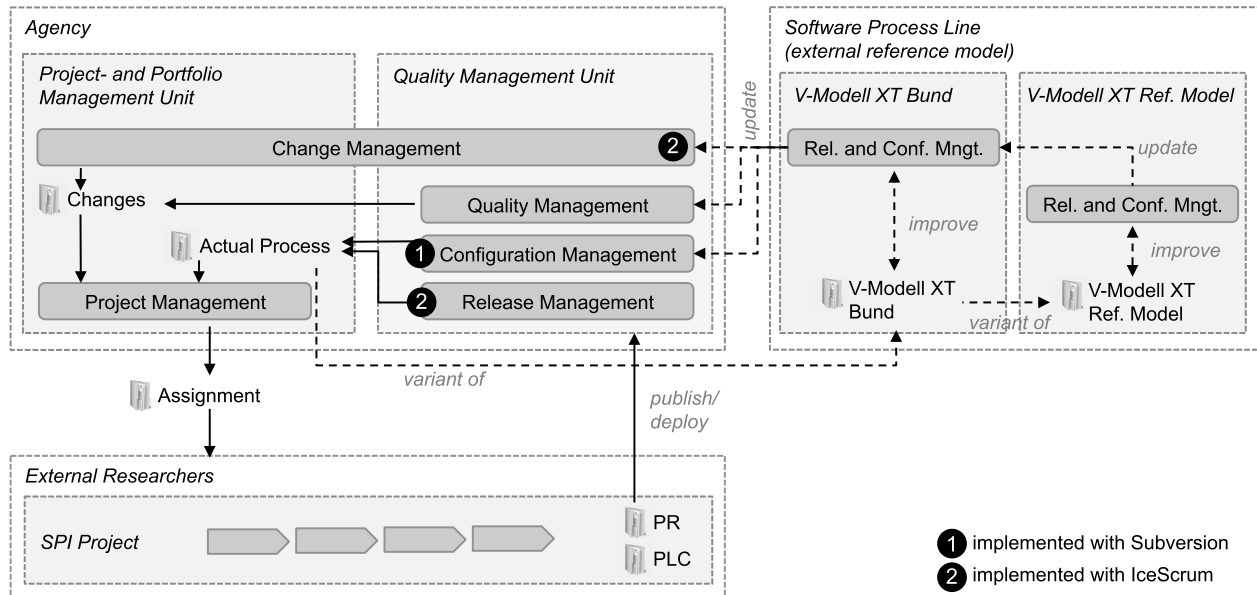 Agency
Project- and Portfolio
Management Unit
Quality Management Unit
Change Management
2
Changes
Quality Management
Actual Process
1
Configuration Management
Project Management
2
Release Management
variant of
Assignment
publish/
deploy
Software Process Line
(external reference model)
V-Modell XT Bund
V-Modell XT Ref. Model
update
Rel. and Conf. Mngt.
update
Rel. and Conf. Mngt.
improve
improve
V-Modell XT
Bund
variant of
V-Modell XT
Ref. Model
External Researchers
SPI Project
PR
PLC
1 implemented with Subversion
2 implemented with IceScrum